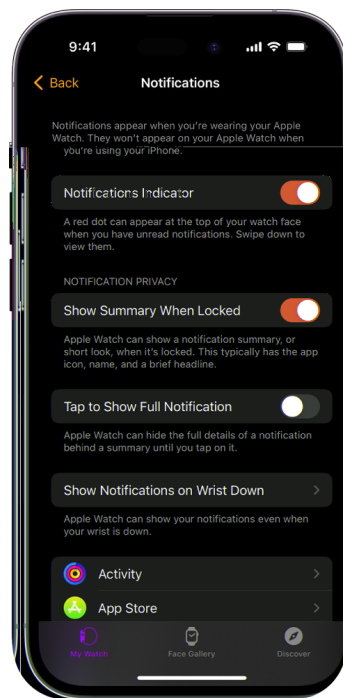 9:41
Back
Notifications
Notifications appear when you're wearing your Apple
Watch. They won't appear on your Apple Watch when
you're using your iPhone.
Notifications Indicator
A red dot can appear at the top of your watch face
when you have unread notifications. Swipe down to
view them.
NOTIFICATION PRIVACY
Show Summary When Locked
Apple Watch can show a notification summary, or
short look, when it's locked. This typically has the app
icon, name, and a brief headline.
Tap to Show Full Notification
Apple Watch can hide the full details of a notification
behind a summary until you tap on it.
Show Notifications on Wrist Down
Apple Watch can show your notifications even when
your wrist is down.
Activity
App Store
My Watch
Face Gallery
Discover